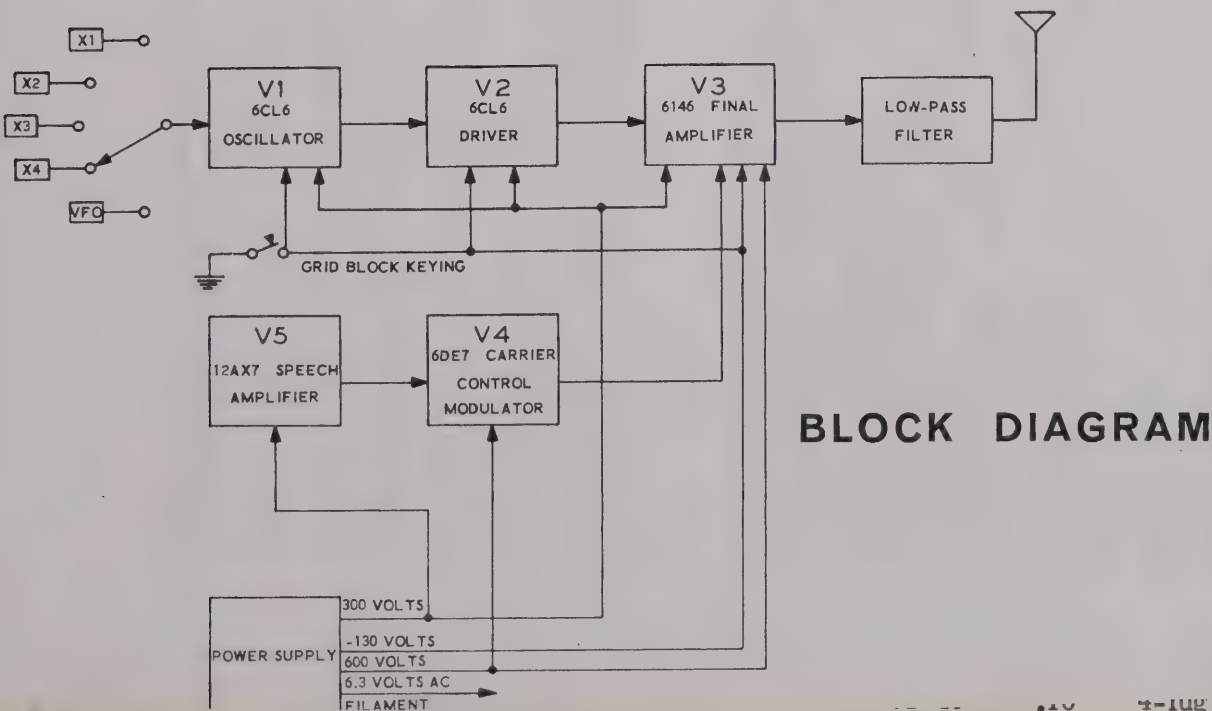 X1
X2
X3
X4
VFO
V1
6CL6
OSCILLATOR
V2
6CL6
DRIVER
V3
6146 FINAL
AMPLIFIER
LOW-PASS
FILTER
GRID BLOCK KEYING
V5
12AX7 SPEECH
AMPLIFIER
V4
6DE7 CARRIER
CONTROL
MODULATOR
BLOCK DIAGRAM
POWER SUPPLY
300 VOLTS
-130 VOLTS
600 VOLTS
6.3 VOLTS AC
FILAMENT